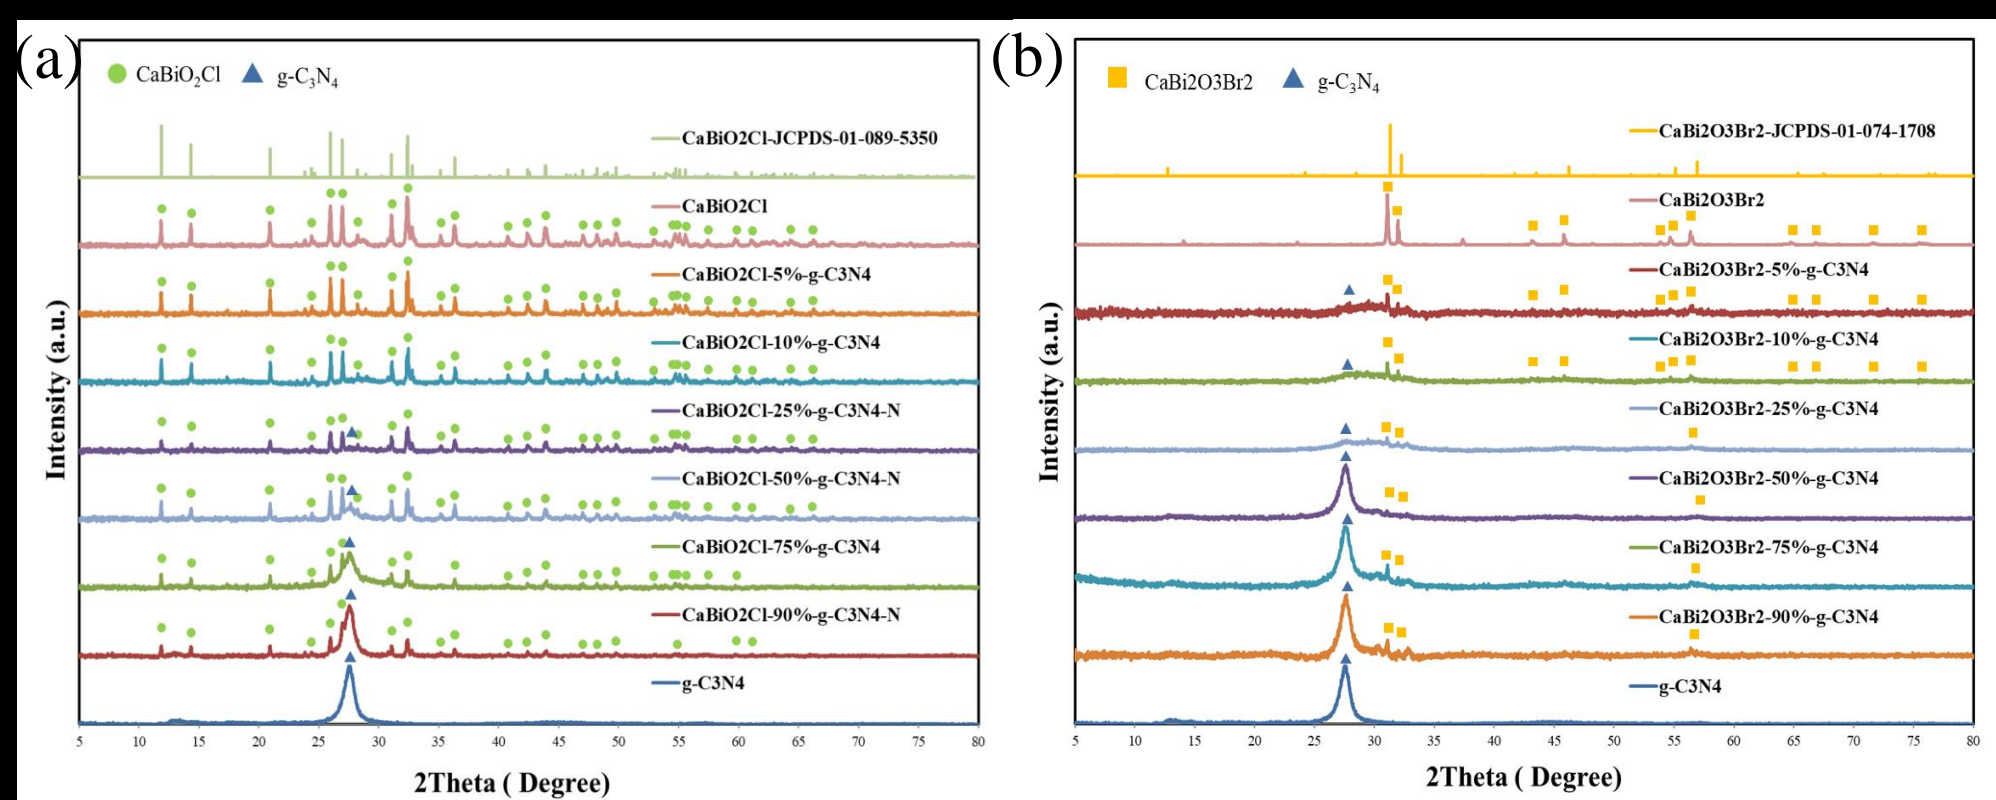 (a)
CaBiO₂Cl g-C₃N₄
CaBiO2Cl-JCPDS-01-089-5350
CaBiO2Cl
CaBiO2Cl-5%-g-C3N4
CaBiO2Cl-10%-g-C3N4
CaBiO2Cl-25%-g-C3N4-N
CaBiO2Cl-50%-g-C3N4-N
CaBiO2Cl-75%-g-C3N4
CaBiO2Cl-90%-g-C3N4-N
g-C3N4
Intensity (a.u.)
5 10 15 20 25 30 35 40 45 50 55 60 65 70 75 80
2Theta ( Degree)
(b)
CaBi2O3Br2 g-C₃N₄
CaBi2O3Br2-JCPDS-01-074-1708
CaBi2O3Br2
CaBi2O3Br2-5%-g-C3N4
CaBi2O3Br2-10%-g-C3N4
CaBi2O3Br2-25%-g-C3N4
CaBi2O3Br2-50%-g-C3N4
CaBi2O3Br2-75%-g-C3N4
CaBi2O3Br2-90%-g-C3N4
g-C3N4
Intensity (a.u.)
5 10 15 20 25 30 35 40 45 50 55 60 65 70 75 80
2Theta ( Degree)